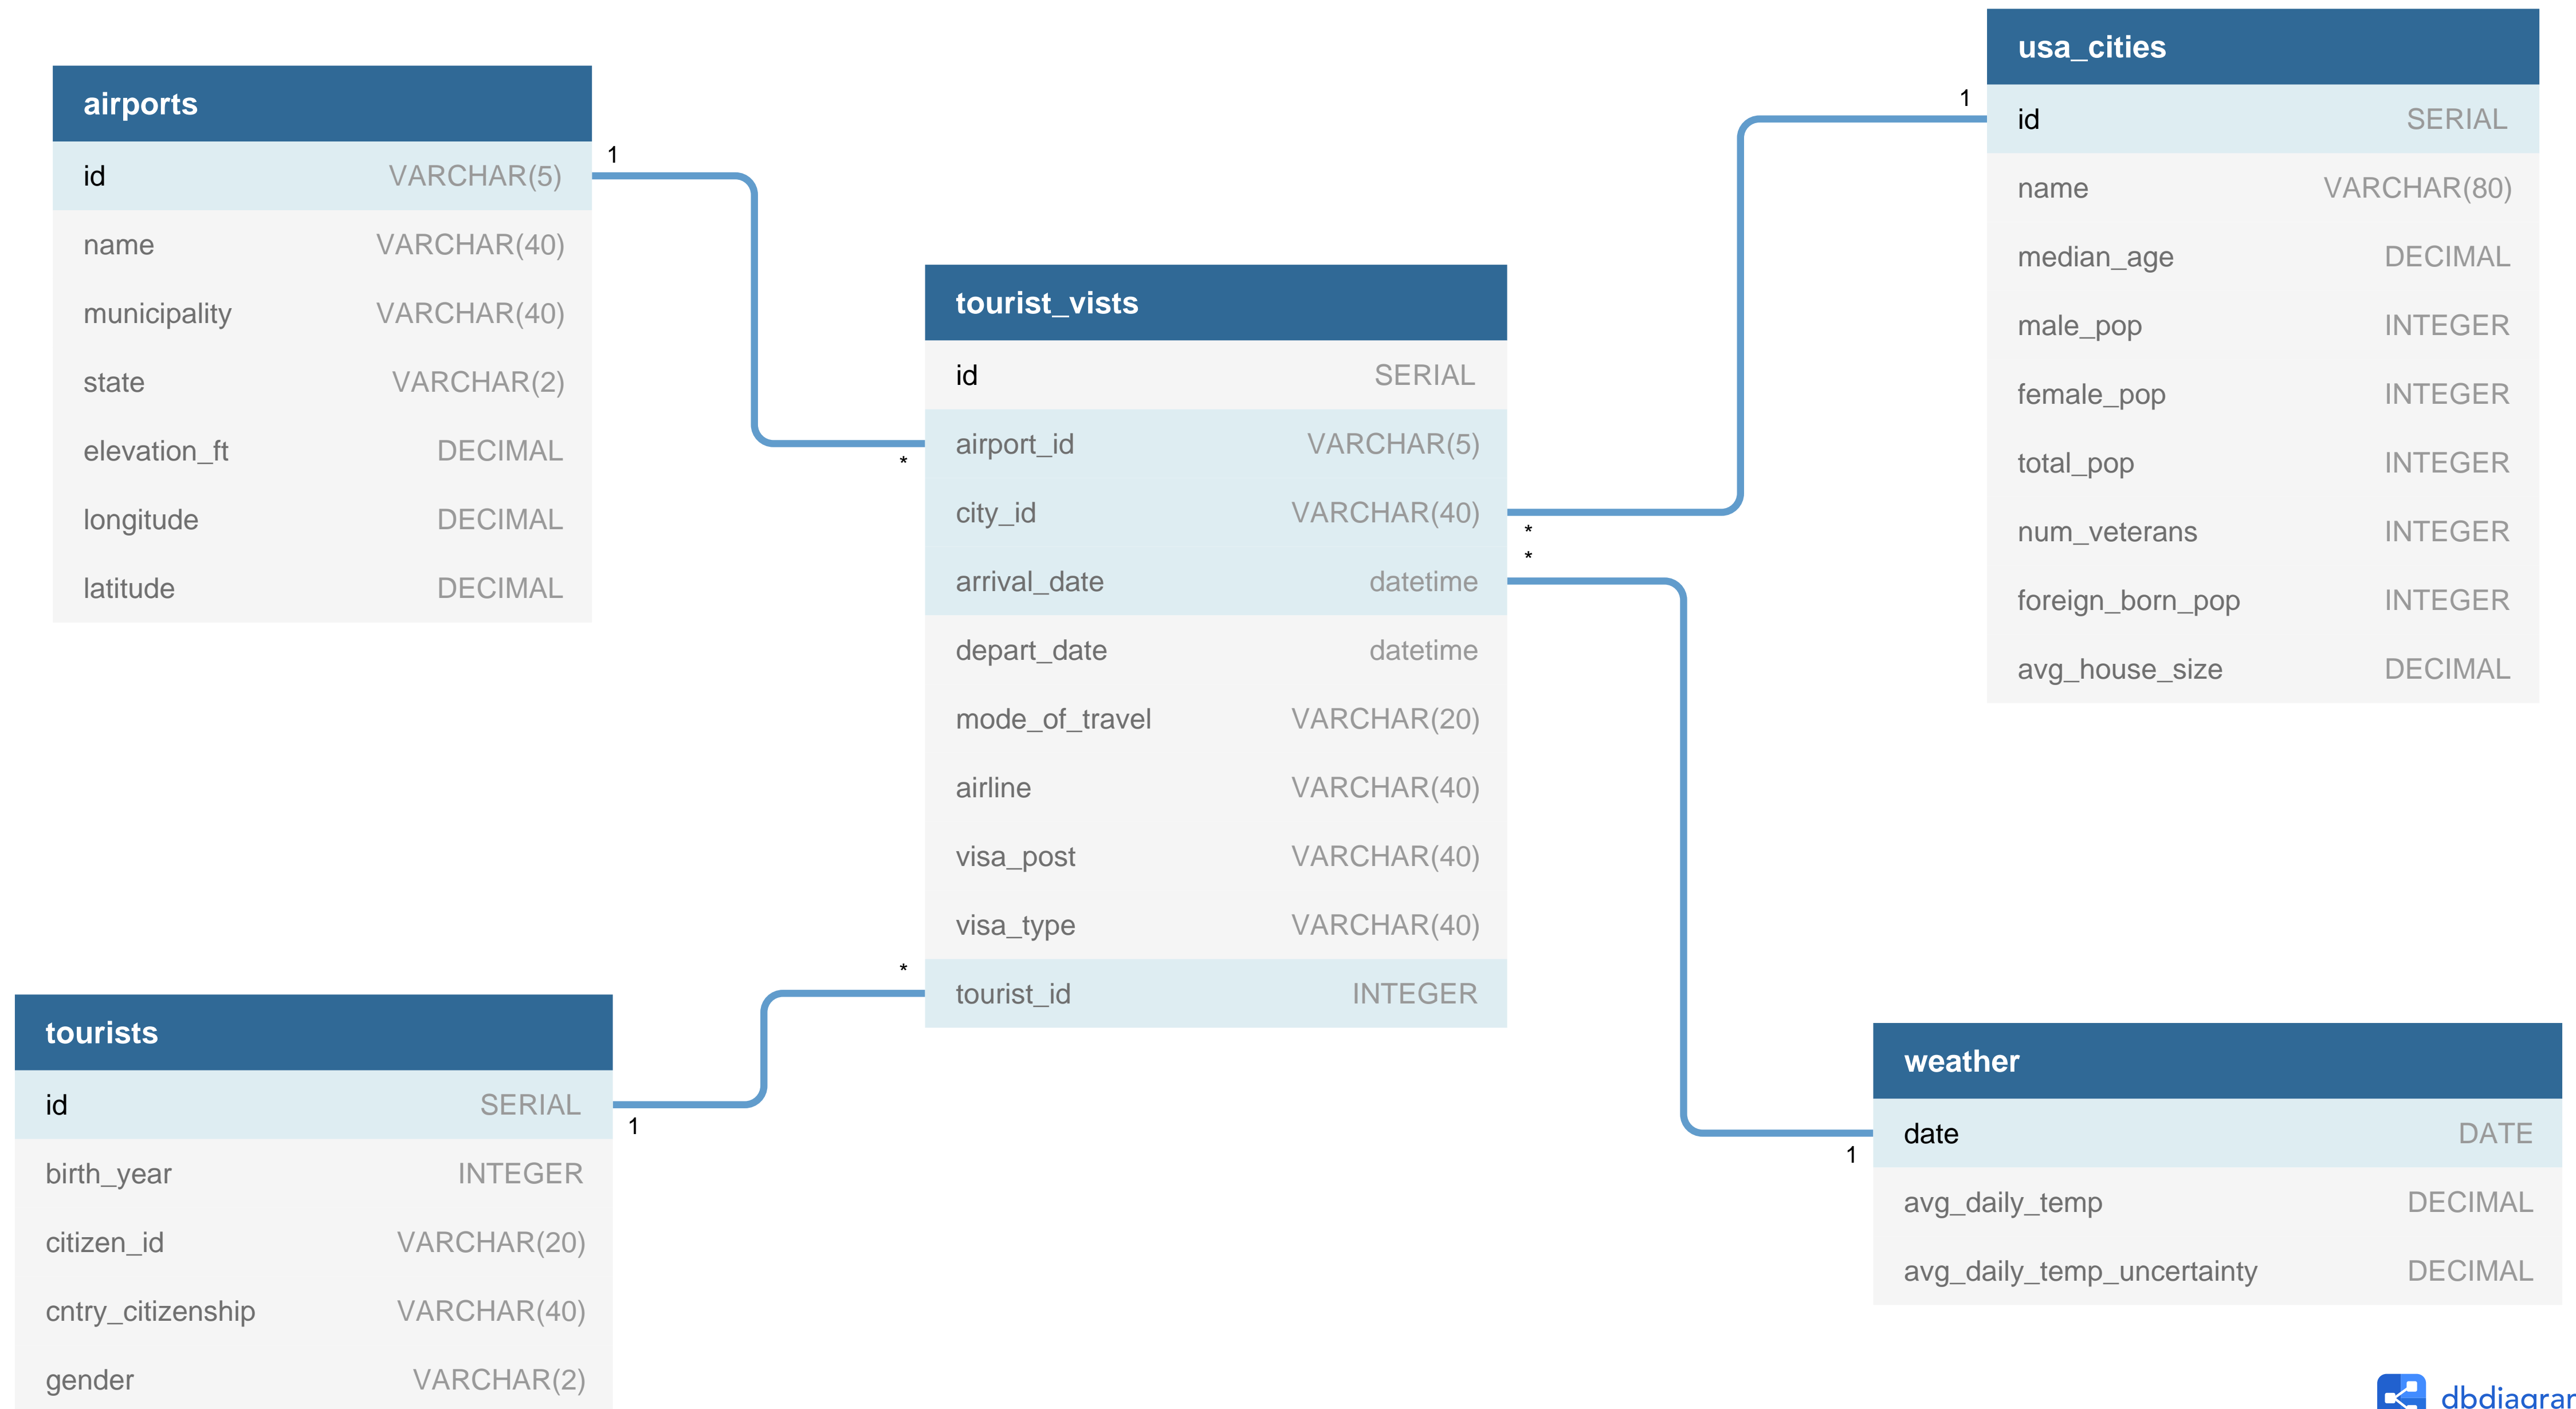 airports
id VARCHAR(5)
name VARCHAR(40)
municipality VARCHAR(40)
state VARCHAR(2)
elevation_ft DECIMAL
longitude DECIMAL
latitude DECIMAL
1
*
tourist_vists
id SERIAL
airport_id VARCHAR(5)
city_id VARCHAR(40)
arrival_date datetime
depart_date datetime
mode_of_travel VARCHAR(20)
airline VARCHAR(40)
visa_post VARCHAR(40)
visa_type VARCHAR(40)
tourist_id INTEGER
*
*
1
usa_cities
id SERIAL
name VARCHAR(80)
median_age DECIMAL
male_pop INTEGER
female_pop INTEGER
total_pop INTEGER
num_veterans INTEGER
foreign_born_pop INTEGER
avg_house_size DECIMAL
*
1
tourists
id SERIAL
birth_year INTEGER
citizen_id VARCHAR(20)
cntry_citizenship VARCHAR(40)
gender VARCHAR(2)
1
weather
date DATE
avg_daily_temp DECIMAL
avg_daily_temp_uncertainty DECIMAL